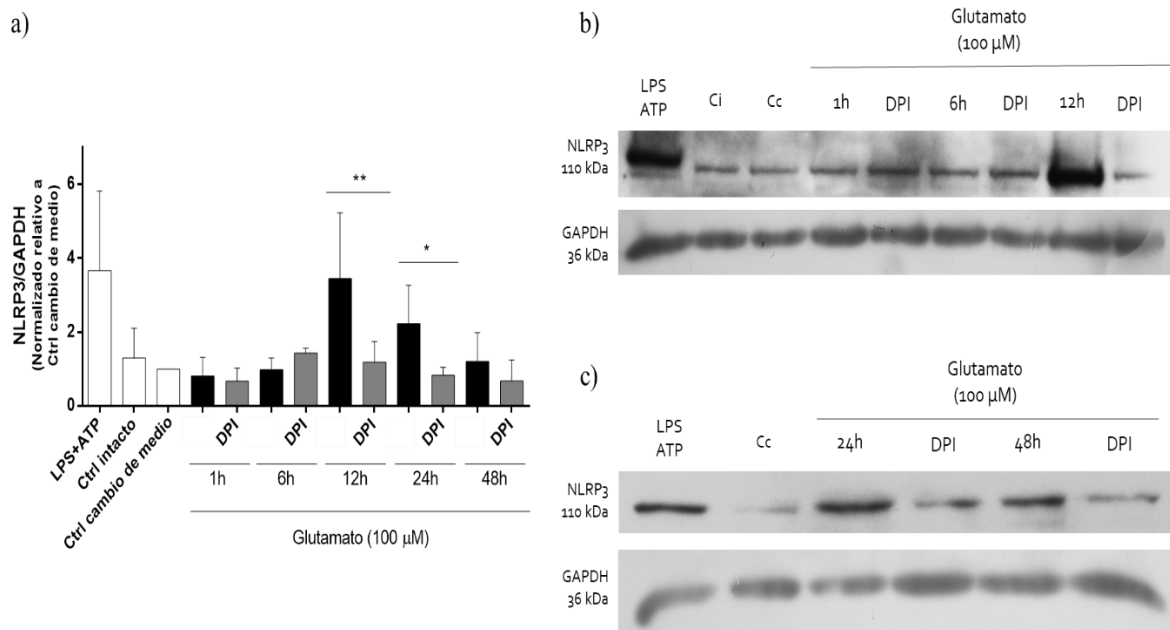 a)
NLRP3/GAPDH
(Normalizado relativo a
Ctrl cambio de medio)
6
4
2
0
**
*
LPS+ATP
Ctrl intacto
Ctrl cambio de medio
DPI
DPI
DPI
DPI
DPI
1h
6h
12h
24h
48h
Glutamato (100 μM)
b)
Glutamato
(100 μM)
LPS
ATP
Ci
Cc
1h
DPI
6h
DPI
12h
DPI
NLRP3
110 kDa
GAPDH
36 kDa
c)
Glutamato
(100 μM)
LPS
ATP
Cc
24h
DPI
48h
DPI
NLRP3
110 kDa
GAPDH
36 kDa